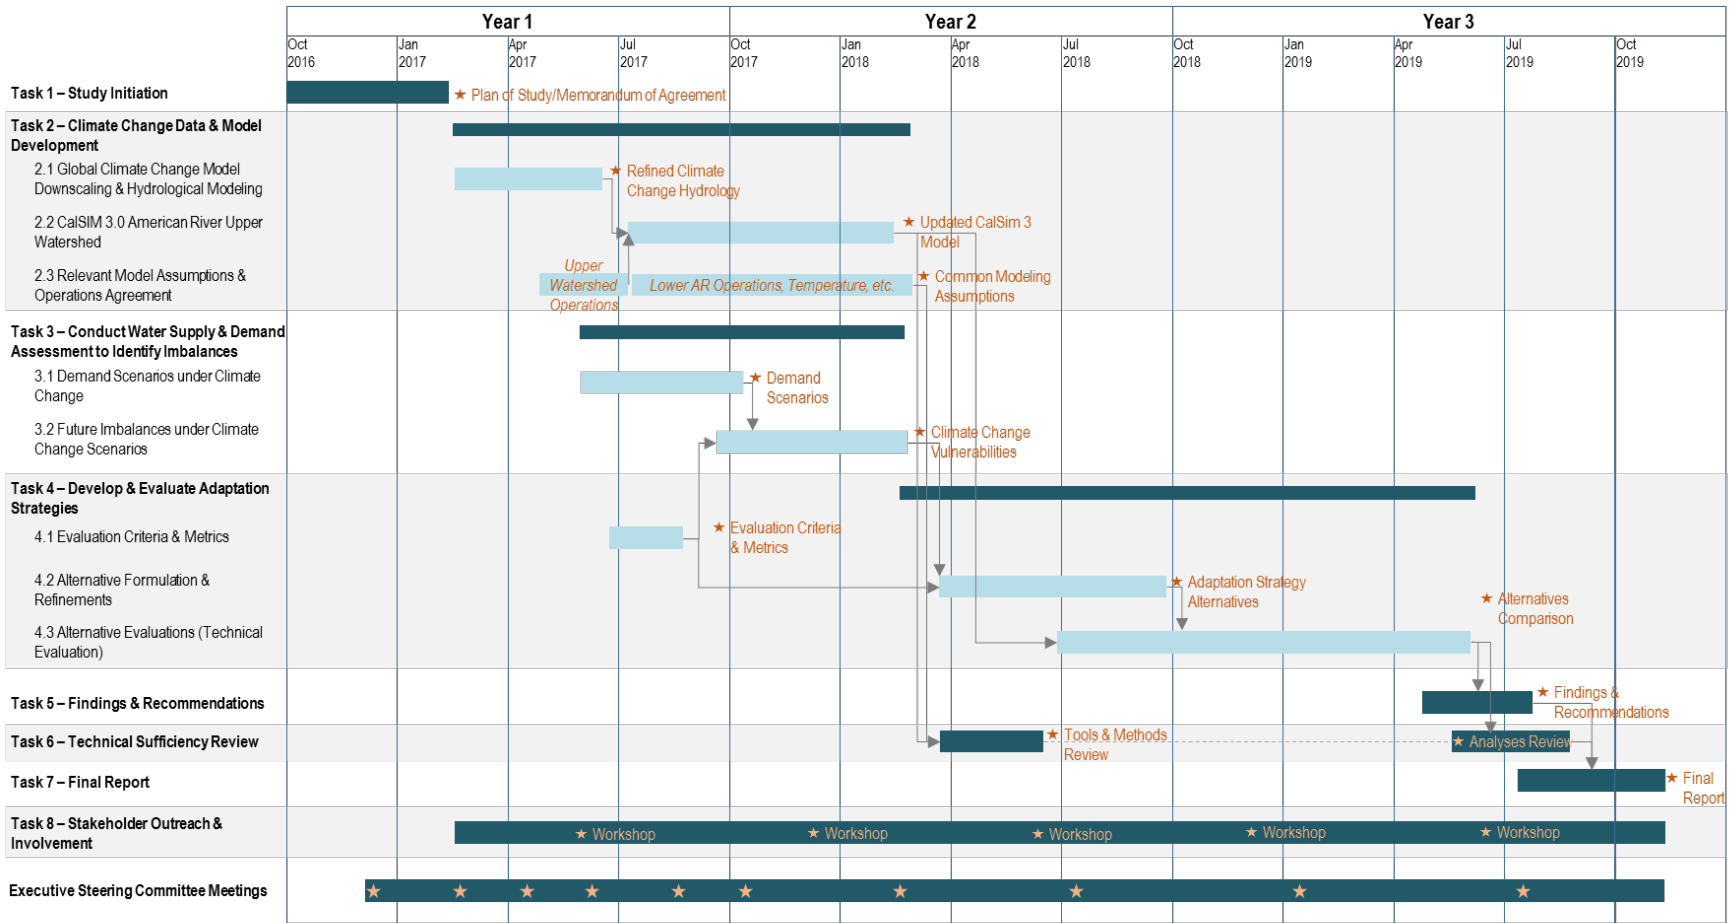 Year 1
Year 2
Year 3
Oct
2016
Jan
2017
Apr
2017
Jul
2017
Oct
2017
Jan
2018
Apr
2018
Jul
2018
Oct
2018
Jan
2019
Apr
2019
Jul
2019
Oct
2019
Task 1 – Study Initiation
Plan of Study/Memorandum of Agreement
Task 2 – Climate Change Data & Model
Development
2.1 Global Climate Change Model
Downscaling & Hydrological Modeling
Refined Climate
Change Hydrology
2.2 CalSIM 3.0 American River Upper
Watershed
Updated CalSim 3
Model
2.3 Relevant Model Assumptions &
Operations Agreement
Upper
Watershed
Operations
Lower AR Operations, Temperature, etc.
Common Modeling
Assumptions
Task 3 – Conduct Water Supply & Demand
Assessment to Identify Imbalances
3.1 Demand Scenarios under Climate
Change
Demand
Scenarios
3.2 Future Imbalances under Climate
Change Scenarios
Climate Change
Vulnerabilities
Task 4 – Develop & Evaluate Adaptation
Strategies
4.1 Evaluation Criteria & Metrics
Evaluation Criteria
& Metrics
4.2 Alternative Formulation &
Refinements
Adaptation Strategy
Alternatives
4.3 Alternative Evaluations (Technical
Evaluation)
Alternatives
Comparison
Task 5 – Findings & Recommendations
Findings &
Recommendations
Task 6 – Technical Sufficiency Review
Tools & Methods
Review
Analyses Review
Task 7 – Final Report
Final
Report
Task 8 – Stakeholder Outreach &
Involvement
Workshop
Workshop
Workshop
Workshop
Workshop
Executive Steering Committee Meetings